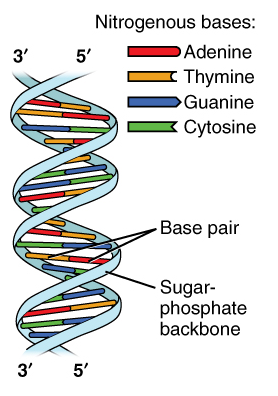 Nitrogenous bases:
3′ 5′
Adenine
Thymine
Guanine
Cytosine
Base pair
Sugar-
phosphate
backbone
3′ 5′